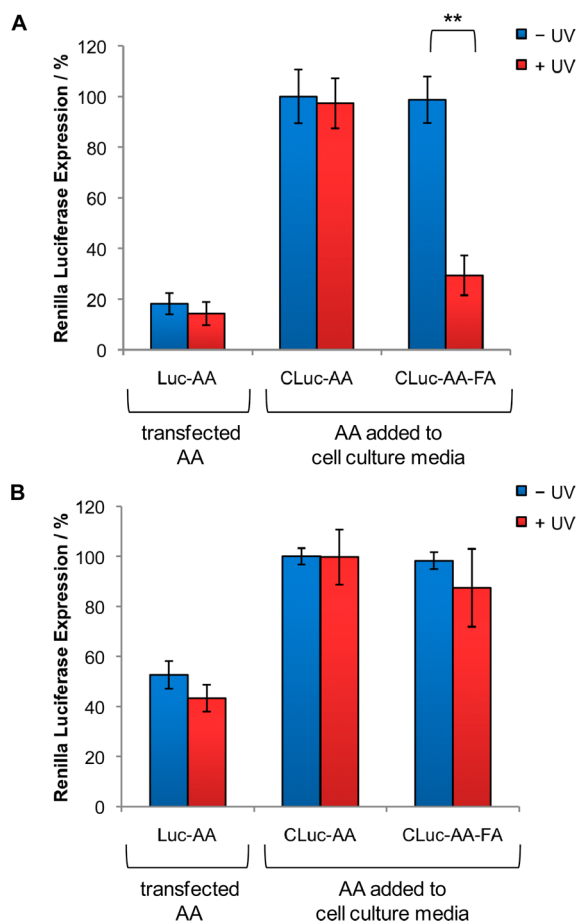 A
**
− UV
+ UV
Renilla Luciferase Expression / %
120
100
80
60
40
20
0
Luc-AA
CLuc-AA
CLuc-AA-FA
transfected
AA
AA added to
cell culture media
B
− UV
+ UV
Renilla Luciferase Expression / %
120
100
80
60
40
20
0
Luc-AA
CLuc-AA
CLuc-AA-FA
transfected
AA
AA added to
cell culture media